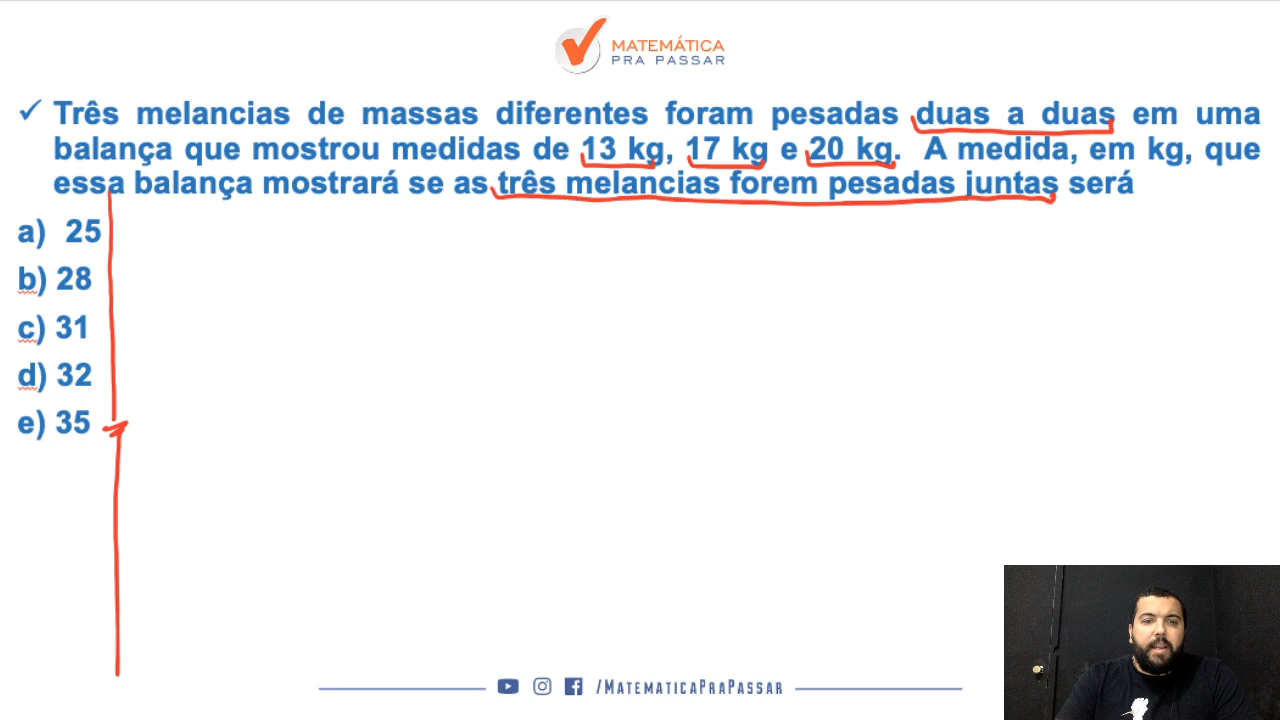 MATEMÁTICA
PRA PASSAR
Três melancias de massas diferentes foram pesadas duas a duas em uma
balança que mostrou medidas de 13 kg, 17 kg e 20 kg. A medida, em kg, que
essa balança mostrará se as três melancias forem pesadas juntas será
a) 25
b) 28
c) 31
d) 32
e) 35
/MATEMATICAPRAPASSAR